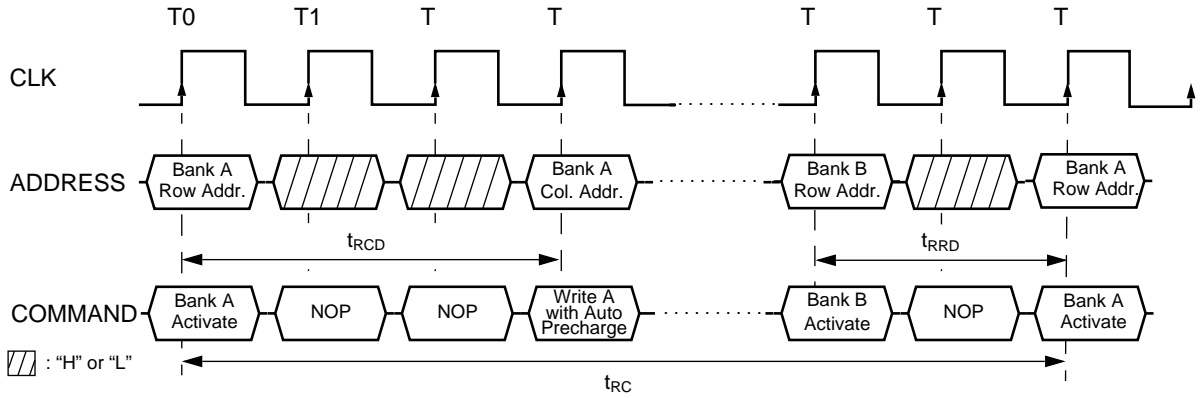 T0 T1 T T T T T
CLK
ADDRESS
Bank A
Row Addr.
Bank A
Col. Addr.
Bank B
Row Addr.
Bank A
Row Addr.
tRCD
tRRD
COMMAND
Bank A
Activate
NOP
NOP
Write A
with Auto
Precharge
Bank B
Activate
NOP
Bank A
Activate
: “H” or “L”
tRC